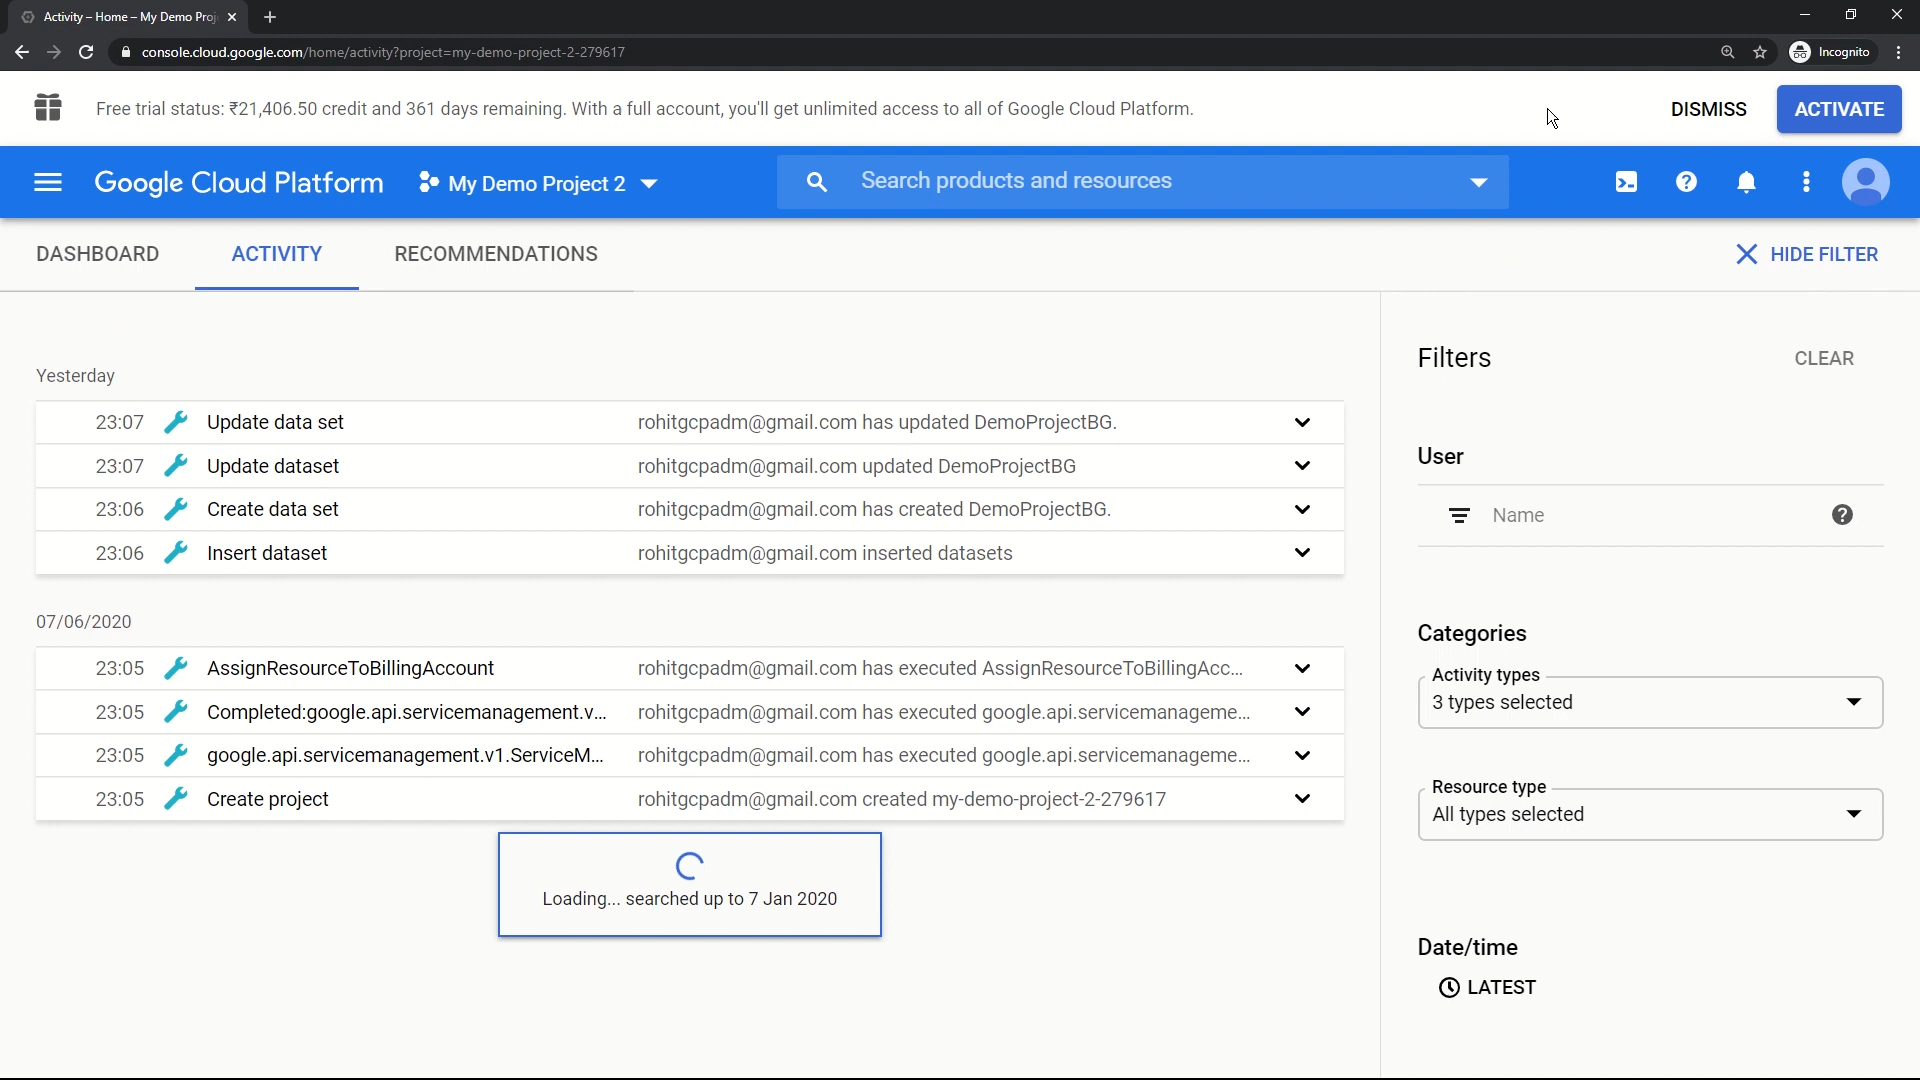 Activity – Home – My Demo Proj
console.cloud.google.com/home/activity?project=my-demo-project-2-279617
Incognito
Free trial status: ₹21,406.50 credit and 361 days remaining. With a full account, you'll get unlimited access to all of Google Cloud Platform.
DISMISS
ACTIVATE
Google Cloud Platform
My Demo Project 2
Search products and resources
DASHBOARD
ACTIVITY
RECOMMENDATIONS
HIDE FILTER
Yesterday
23:07 Update data set rohitgcpadm@gmail.com has updated DemoProjectBG.
23:07 Update dataset rohitgcpadm@gmail.com updated DemoProjectBG
23:06 Create data set rohitgcpadm@gmail.com has created DemoProjectBG.
23:06 Insert dataset rohitgcpadm@gmail.com inserted datasets
07/06/2020
23:05 AssignResourceToBillingAccount rohitgcpadm@gmail.com has executed AssignResourceToBillingAcc...
23:05 Completed:google.api.servicemanagement.v... rohitgcpadm@gmail.com has executed google.api.servicemanageme...
23:05 google.api.servicemanagement.v1.ServiceM... rohitgcpadm@gmail.com has executed google.api.servicemanageme...
23:05 Create project rohitgcpadm@gmail.com created my-demo-project-2-279617
Loading... searched up to 7 Jan 2020
Filters
CLEAR
User
Name
Categories
Activity types
3 types selected
Resource type
All types selected
Date/time
LATEST